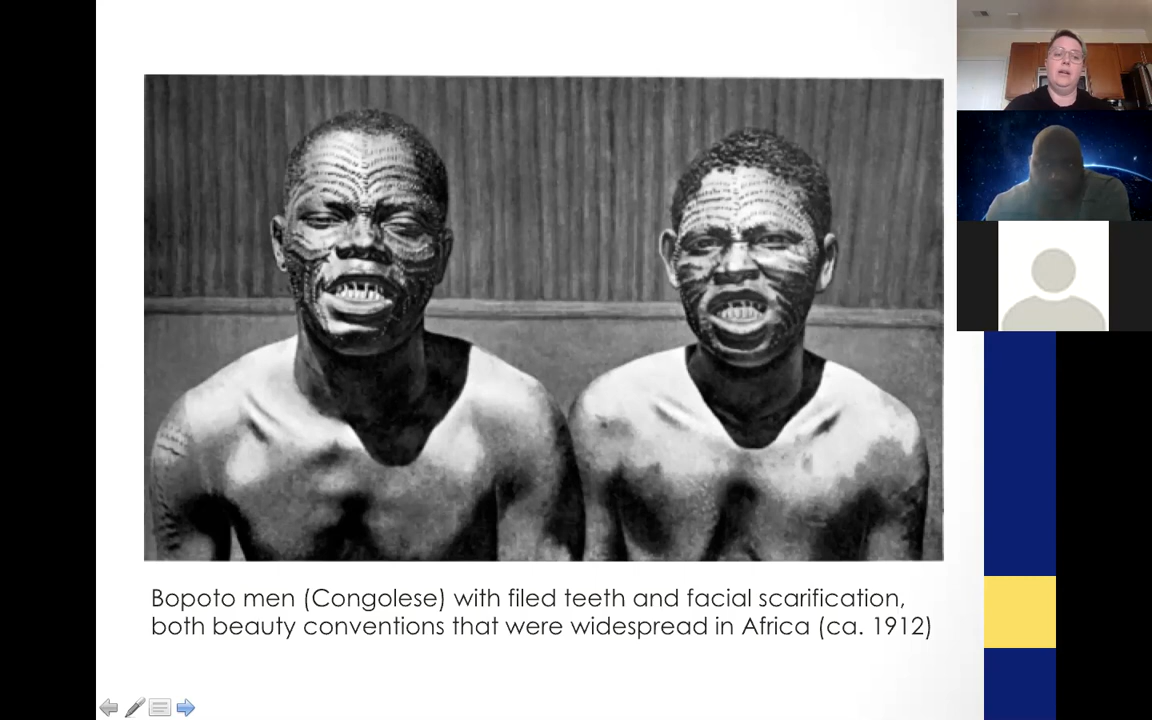 Bopoto men (Congolese) with filed teeth and facial scarification,
both beauty conventions that were widespread in Africa (ca. 1912)